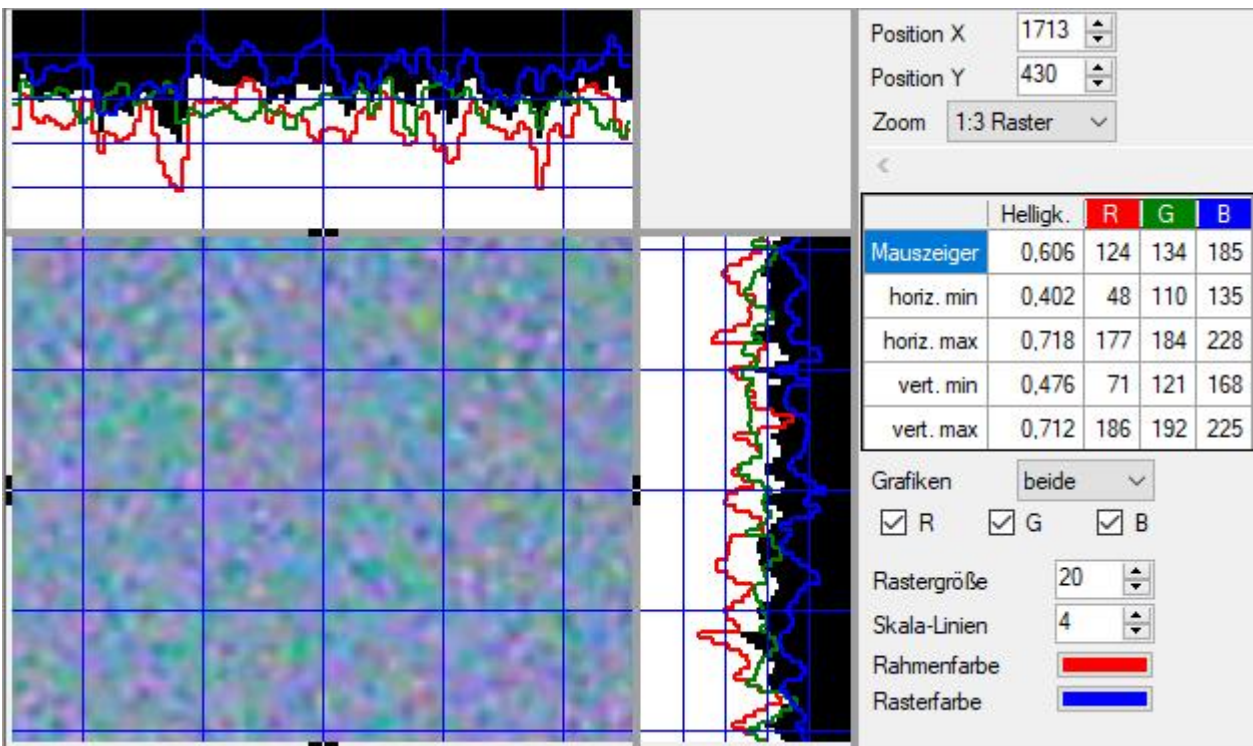 Position X 1713
Position Y 430
Zoom 1:3 Raster
Helligk. R G B
Mauszeiger 0,606 124 134 185
horiz. min 0,402 48 110 135
horiz. max 0,718 177 184 228
vert. min 0,476 71 121 168
vert. max 0,712 186 192 225
Grafiken beide
R G B
Rastergröße 20
Skala-Linien 4
Rahmenfarbe
Rasterfarbe